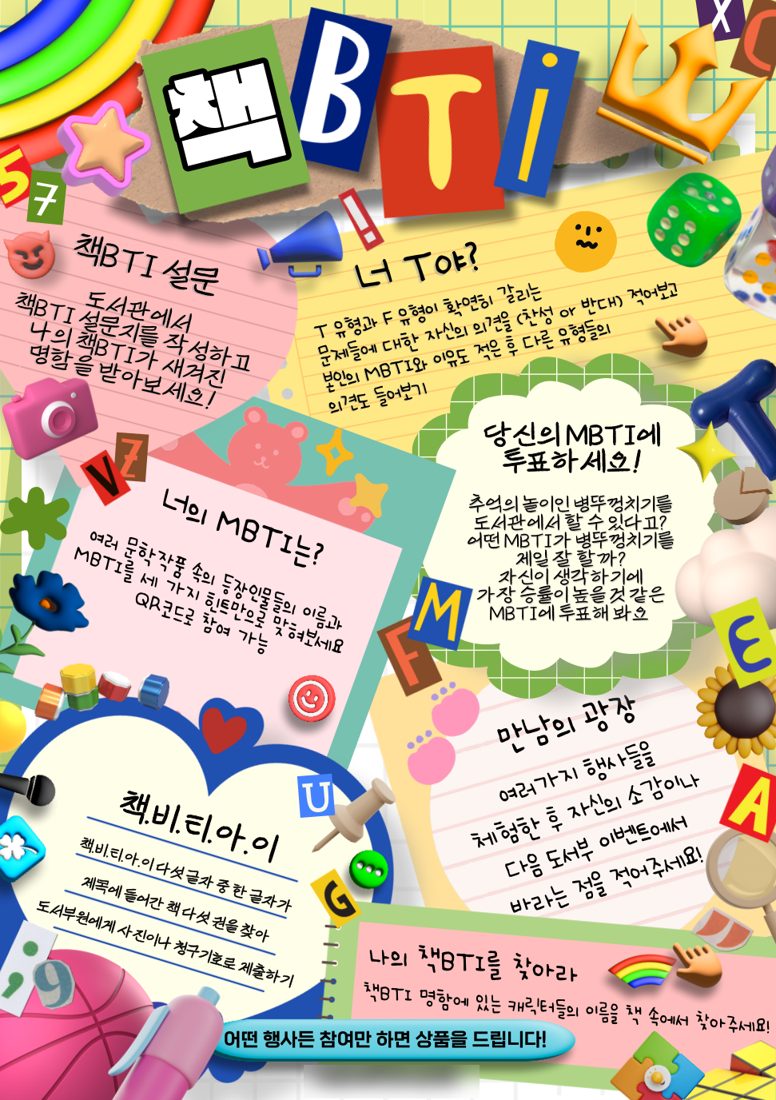 책BTi
X
C
5
7
책BTI 설문
도서관에서
책BTI 설문지를 작성하고
나의 책BTI가 새겨진
명함을 받아보세요!
!
너 T야?
T 유형과 F 유형이 확연히 갈리는
문제들에 대한 자신의 의견을 (찬성 or 반대) 적어보고
본인의 MBTI와 이유도 적은 후 다른 유형들의
의견도 들어보기
T
V
Z
너의 MBTI는?
여러 문학작품 속의 등장인물들의 이름과
MBTI를 세 가지 힌트만으로 맞혀보세요
QR코드로 참여 가능
당신의 MBTI에
투표하세요!
추억의 놀이인 병뚜껑치기를
도서관에서 할 수 있다고?
어떤 MBTI가 병뚜껑치기를
제일 잘 할까?
자신이 생각하기에
가장 승률이 높을 것 같은
MBTI에 투표해 봐요
F
M
E
만남의 광장
여러가지 행사들을
체험한 후 자신의 소감이나
다음 도서부 이벤트에서
바라는 점을 적어주세요!
A
U
G
책.비.티.아.이
책.비.티.아.이 다섯 글자 중 한 글자가
제목에 들어간 책 다섯 권을 찾아
도서부원에게 사진이나 청구기호로 제출하기
;
9
나의 책BTI를 찾아라
책BTI 명함에 있는 캐릭터들의 이름을 책 속에서 찾아주세요!
어떤 행사든 참여만 하면 상품을 드립니다!